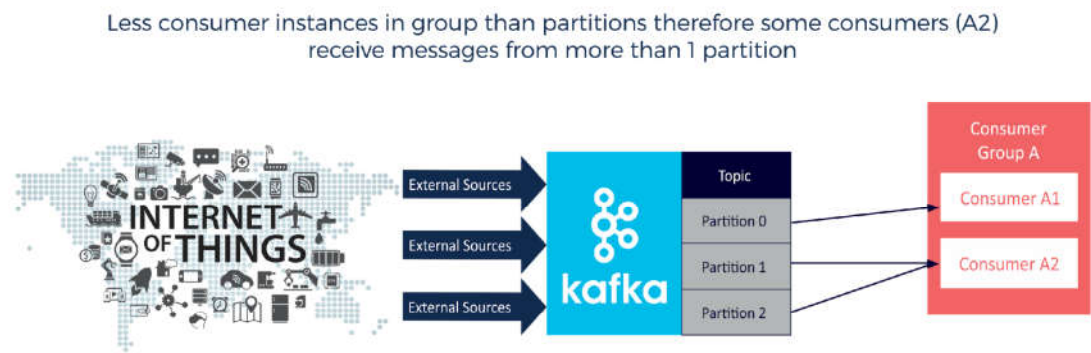 Less consumer instances in group than partitions therefore some consumers (A2)
receive messages from more than 1 partition
INTERNET
OF THINGS
External Sources
External Sources
External Sources
kafka
Topic
Partition 0
Partition 1
Partition 2
Consumer
Group A
Consumer A1
Consumer A2